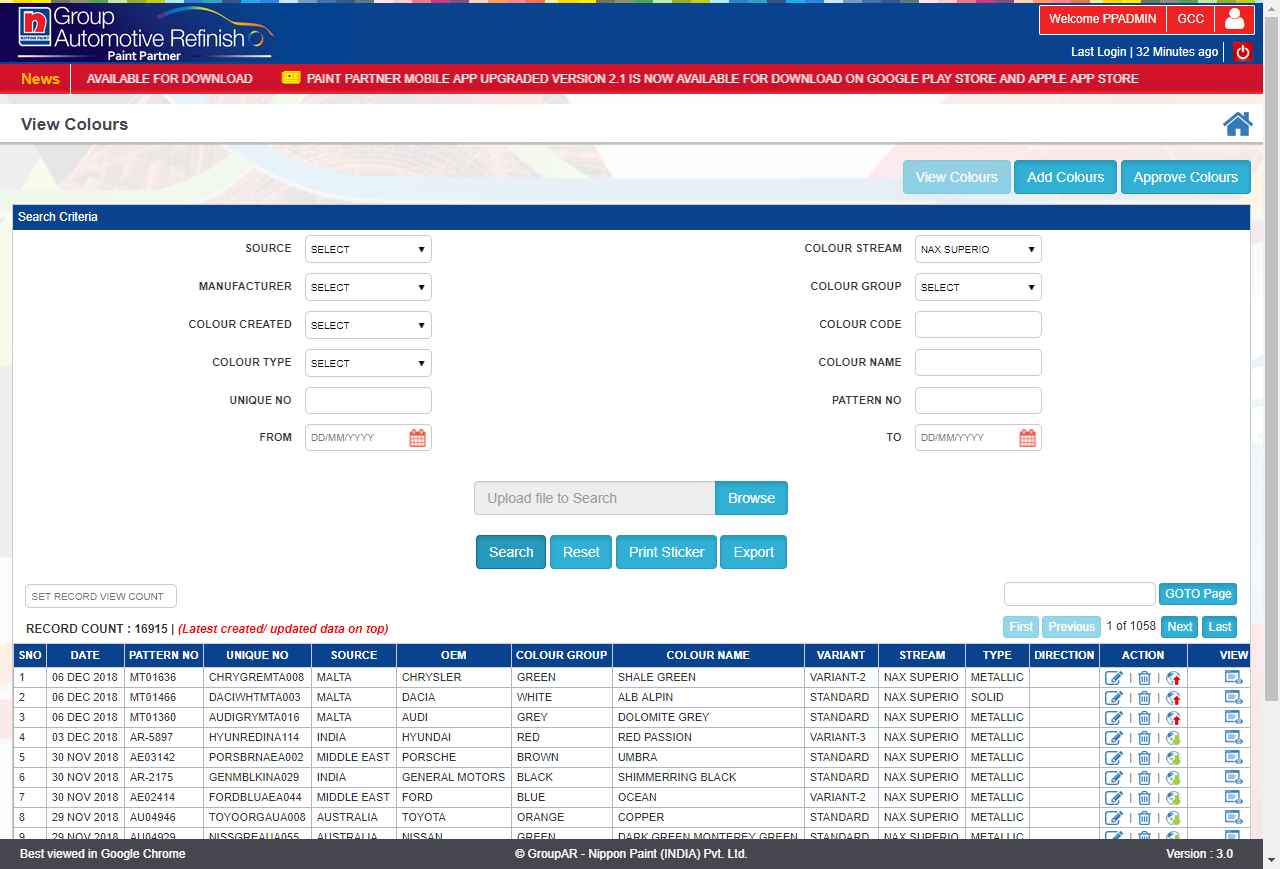 Group
Automotive Refinish
NIPPON PAINT
Paint Partner
Welcome PPADMIN GCC
Last Login | 32 Minutes ago
News AVAILABLE FOR DOWNLOAD PAINT PARTNER MOBILE APP UPGRADED VERSION 2.1 IS NOW AVAILABLE FOR DOWNLOAD ON GOOGLE PLAY STORE AND APPLE APP STORE
View Colours
View Colours Add Colours Approve Colours
Search Criteria
SOURCE SELECT COLOUR STREAM NAX SUPERIO
MANUFACTURER SELECT COLOUR GROUP SELECT
COLOUR CREATED SELECT COLOUR CODE
COLOUR TYPE SELECT COLOUR NAME
UNIQUE NO PATTERN NO
FROM DD/MM/YYYY TO DD/MM/YYYY
Upload file to Search Browse
Search Reset Print Sticker Export
SET RECORD VIEW COUNT GOTO Page
RECORD COUNT : 16915 | (Latest created/ updated data on top) First Previous 1 of 1058 Next Last
SNO DATE PATTERN NO UNIQUE NO SOURCE OEM COLOUR GROUP COLOUR NAME VARIANT STREAM TYPE DIRECTION ACTION VIEW
1 06 DEC 2018 MT01636 CHRYGREMTA008 MALTA CHRYSLER GREEN SHALE GREEN VARIANT-2 NAX SUPERIO METALLIC | |
2 06 DEC 2018 MT01466 DACIWHTMTA003 MALTA DACIA WHITE ALB ALPIN STANDARD NAX SUPERIO SOLID | |
3 06 DEC 2018 MT01360 AUDIGRYMTA016 MALTA AUDI GREY DOLOMITE GREY STANDARD NAX SUPERIO METALLIC | |
4 03 DEC 2018 AR-5897 HYUNREDINA114 INDIA HYUNDAI RED RED PASSION VARIANT-3 NAX SUPERIO METALLIC | |
5 30 NOV 2018 AE03142 PORSBRNAEA002 MIDDLE EAST PORSCHE BROWN UMBRA STANDARD NAX SUPERIO METALLIC | |
6 30 NOV 2018 AR-2175 GENMBLKINA029 INDIA GENERAL MOTORS BLACK SHIMMERRING BLACK STANDARD NAX SUPERIO METALLIC | |
7 30 NOV 2018 AE02414 FORDBLUAEA044 MIDDLE EAST FORD BLUE OCEAN VARIANT-2 NAX SUPERIO METALLIC | |
8 29 NOV 2018 AU04946 TOYOORGAUA008 AUSTRALIA TOYOTA ORANGE COPPER STANDARD NAX SUPERIO METALLIC | |
9 29 NOV 2018 AU04929 NISSGREAUA055 AUSTRALIA NISSAN GREEN DARK GREEN MONTEREY GREEN STANDARD NAX SUPERIO METALLIC | |
Best viewed in Google Chrome © GroupAR - Nippon Paint (INDIA) Pvt. Ltd. Version : 3.0